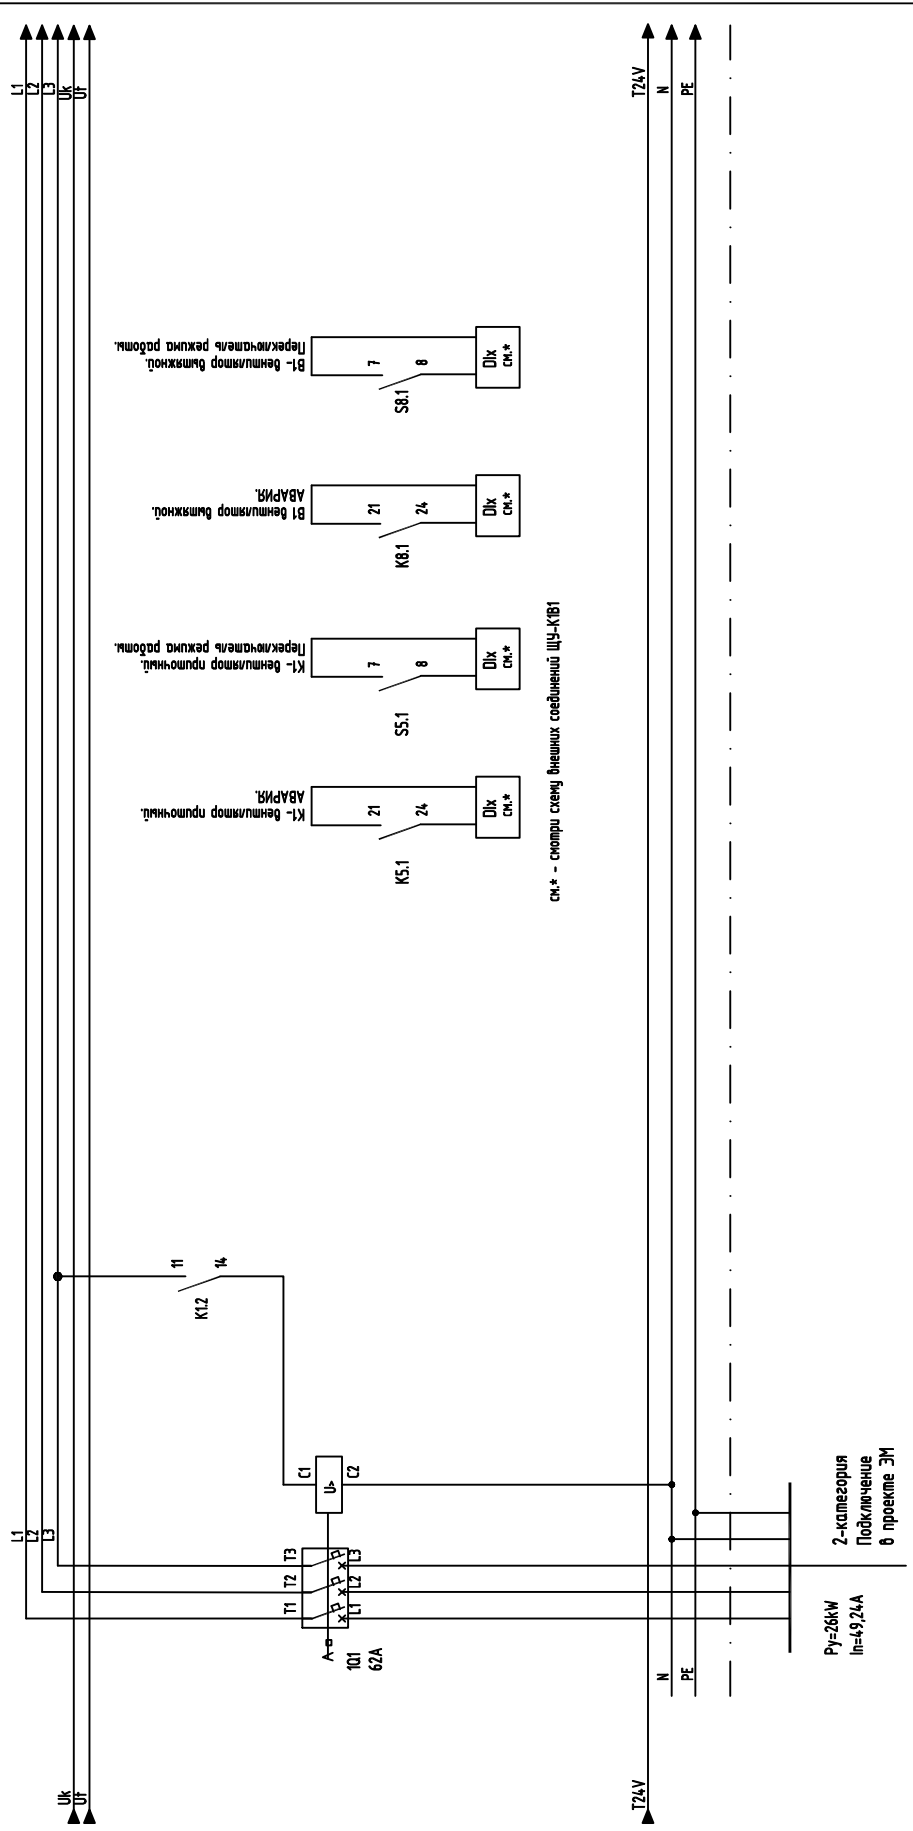 L1
L2
L3
Uk
Uf
T24V
N
PE
В1- вентилятор вытяжной.
Переключатель режима работы.
7
8
S8.1
DIx
см.*
В1 вентилятор вытяжной.
АВАРИЯ.
21
24
K8.1
DIx
см.*
К1- вентилятор приточный.
Переключатель режима работы.
7
8
S5.1
DIx
см.*
К1- вентилятор приточный.
АВАРИЯ.
21
24
K5.1
DIx
см.*
см.* - смотри схему внешних соединений ЩУ-К1В1
11
14
K1.2
C1
U>
C2
L1
L2
L3
T1
T2
T3
L1
L2
L3
1Q1
62A
N
PE
Uk
Uf
T24V
2-категория
Подключение
в проекте ЭМ
Ру=26kW
In=49,24A